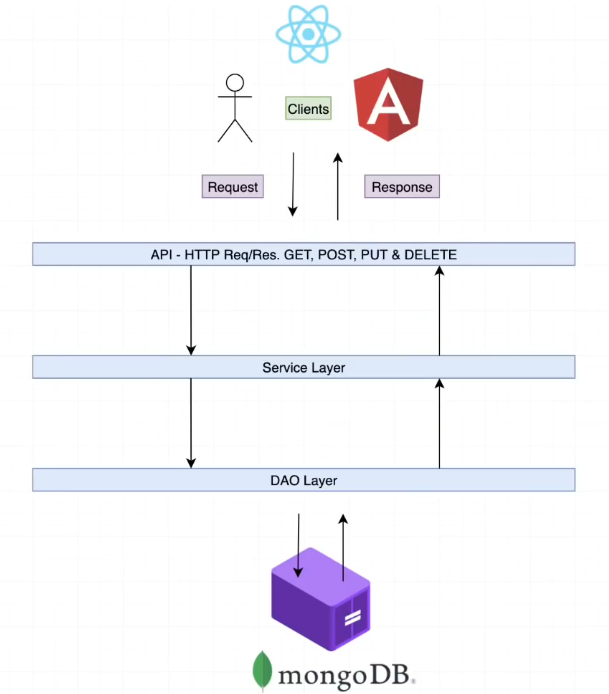 Clients
Request
Response
API - HTTP Req/Res. GET, POST, PUT & DELETE
Service Layer
DAO Layer
mongoDB.